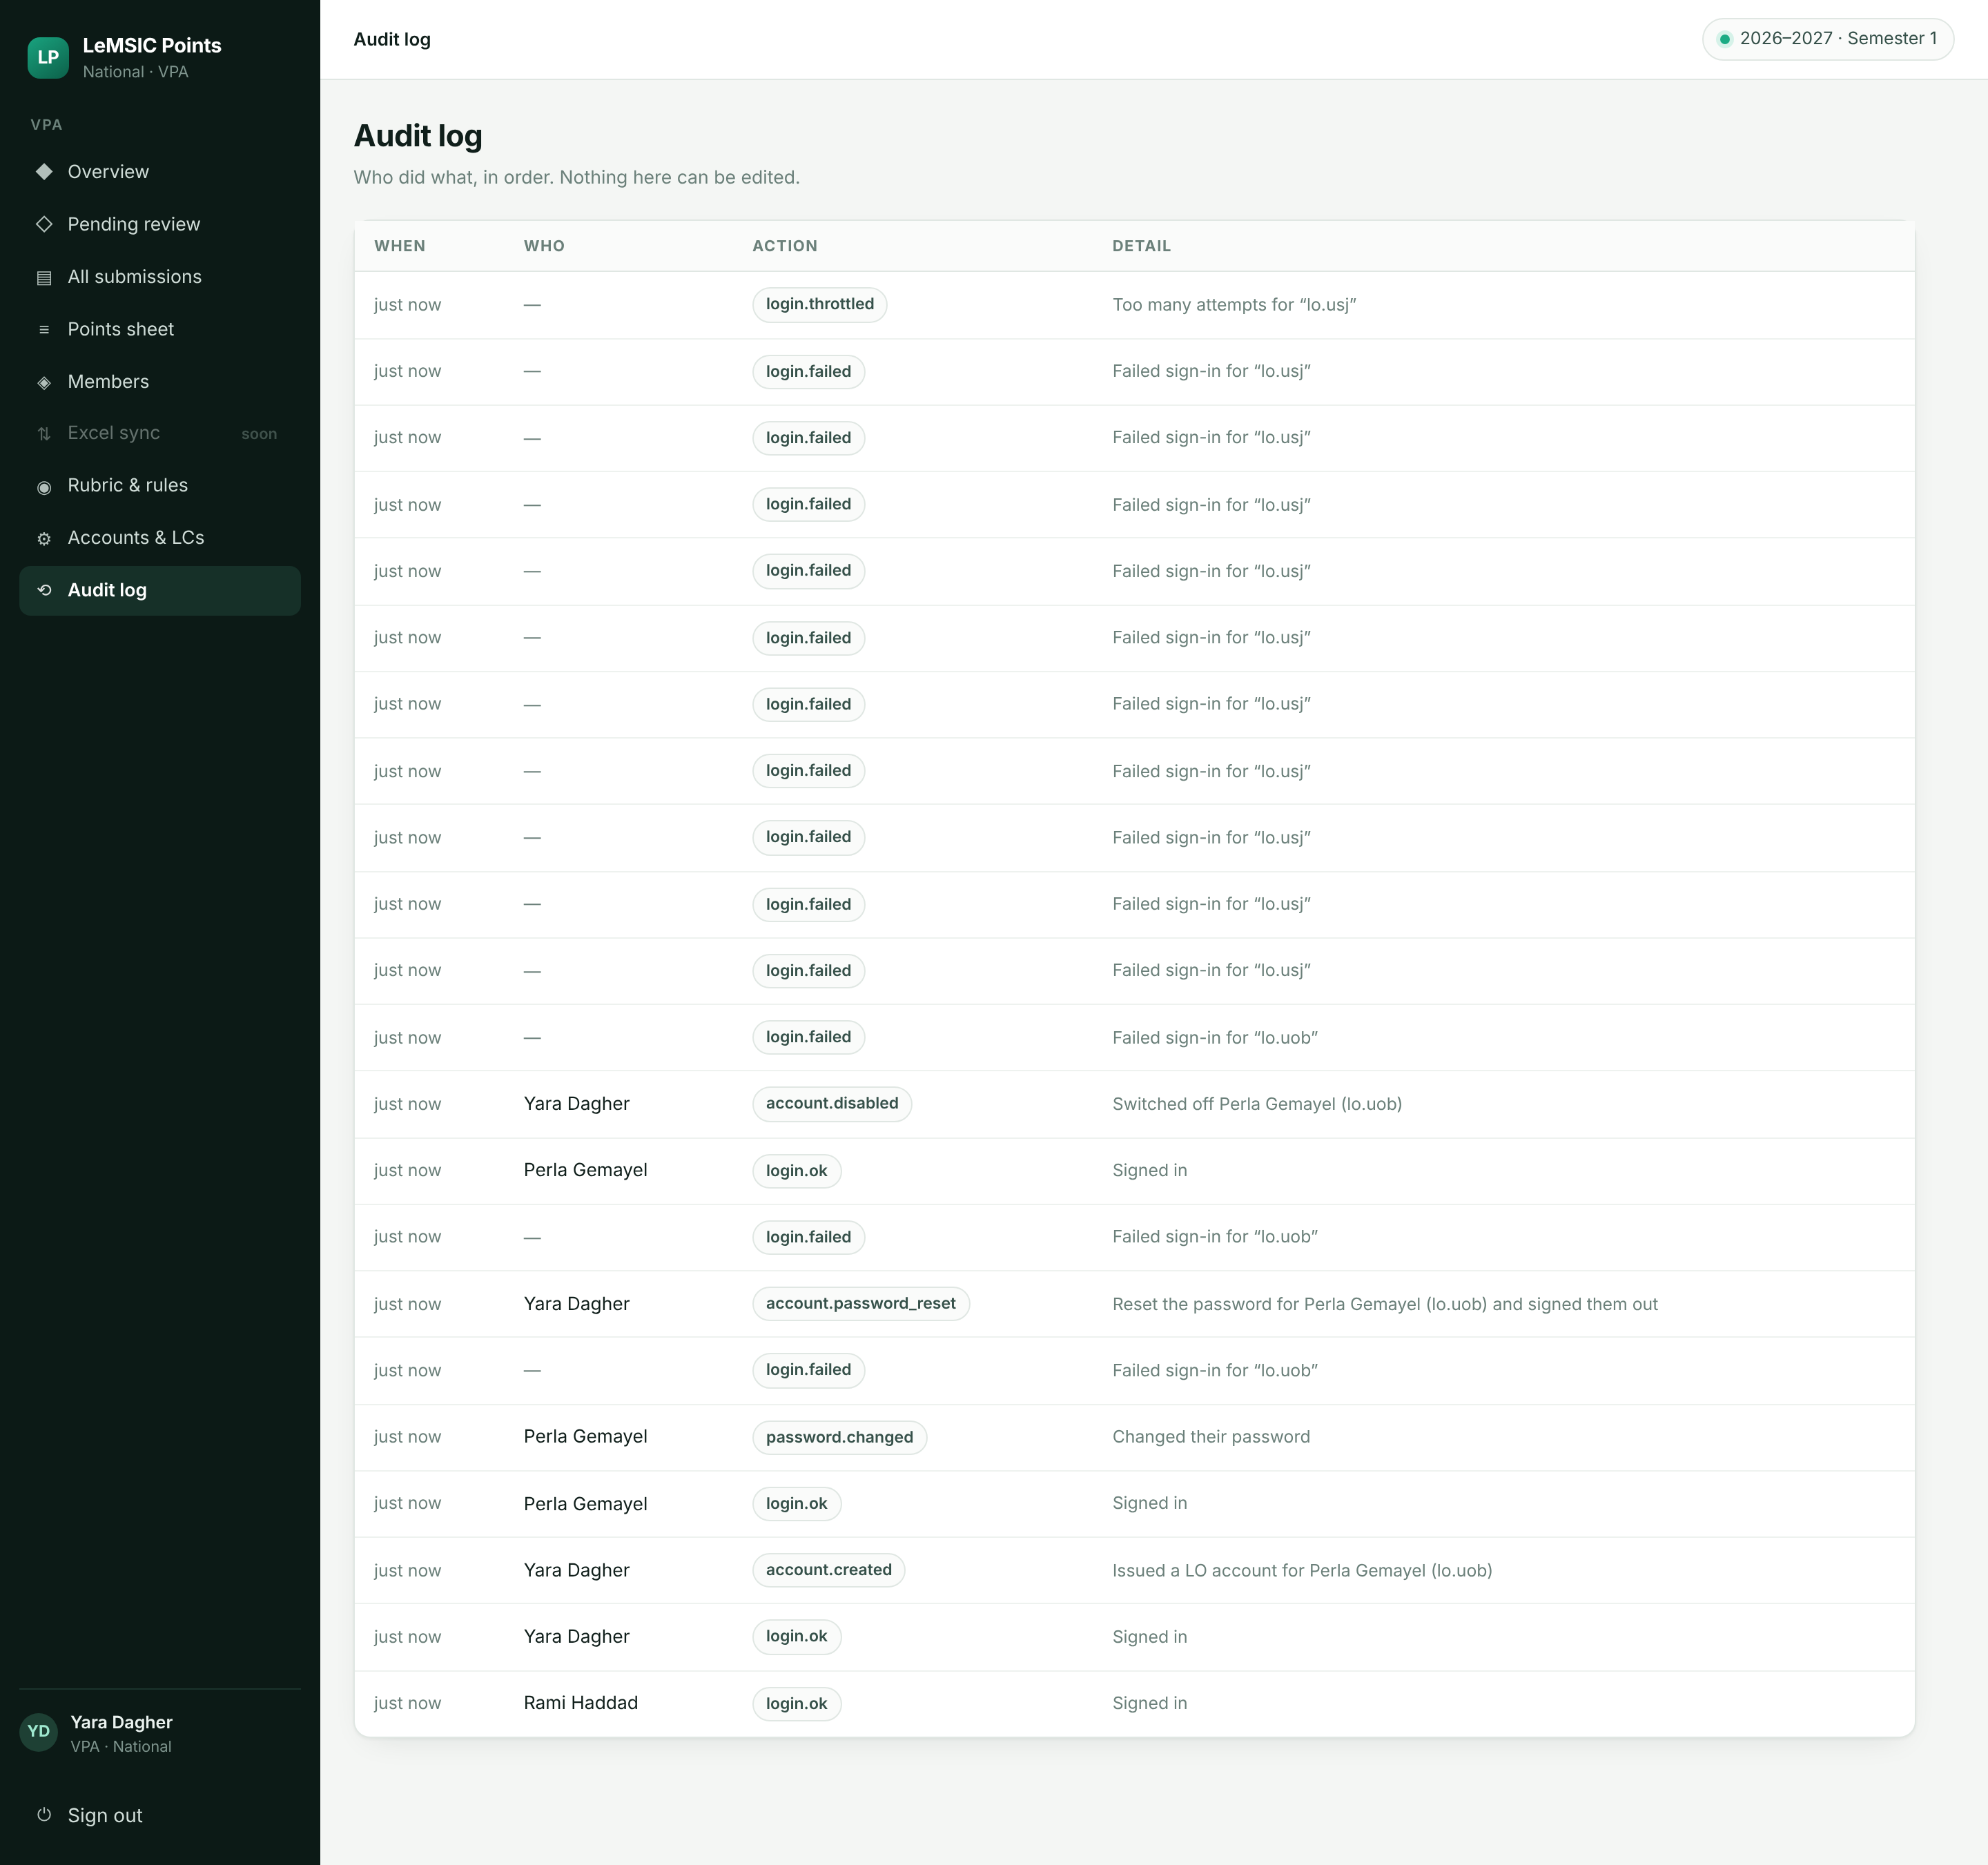 LP
LeMSIC Points
National · VPA
VPA
Overview
Pending review
All submissions
Points sheet
Members
Excel sync soon
Rubric & rules
Accounts & LCs
Audit log
YD
Yara Dagher
VPA · National
Sign out
Audit log
2026–2027 · Semester 1
Audit log
Who did what, in order. Nothing here can be edited.
WHEN WHO ACTION DETAIL
just now — login.throttled Too many attempts for “lo.usj”
just now — login.failed Failed sign-in for “lo.usj”
just now — login.failed Failed sign-in for “lo.usj”
just now — login.failed Failed sign-in for “lo.usj”
just now — login.failed Failed sign-in for “lo.usj”
just now — login.failed Failed sign-in for “lo.usj”
just now — login.failed Failed sign-in for “lo.usj”
just now — login.failed Failed sign-in for “lo.usj”
just now — login.failed Failed sign-in for “lo.usj”
just now — login.failed Failed sign-in for “lo.usj”
just now — login.failed Failed sign-in for “lo.usj”
just now — login.failed Failed sign-in for “lo.uob”
just now Yara Dagher account.disabled Switched off Perla Gemayel (lo.uob)
just now Perla Gemayel login.ok Signed in
just now — login.failed Failed sign-in for “lo.uob”
just now Yara Dagher account.password_reset Reset the password for Perla Gemayel (lo.uob) and signed them out
just now — login.failed Failed sign-in for “lo.uob”
just now Perla Gemayel password.changed Changed their password
just now Perla Gemayel login.ok Signed in
just now Yara Dagher account.created Issued a LO account for Perla Gemayel (lo.uob)
just now Yara Dagher login.ok Signed in
just now Rami Haddad login.ok Signed in